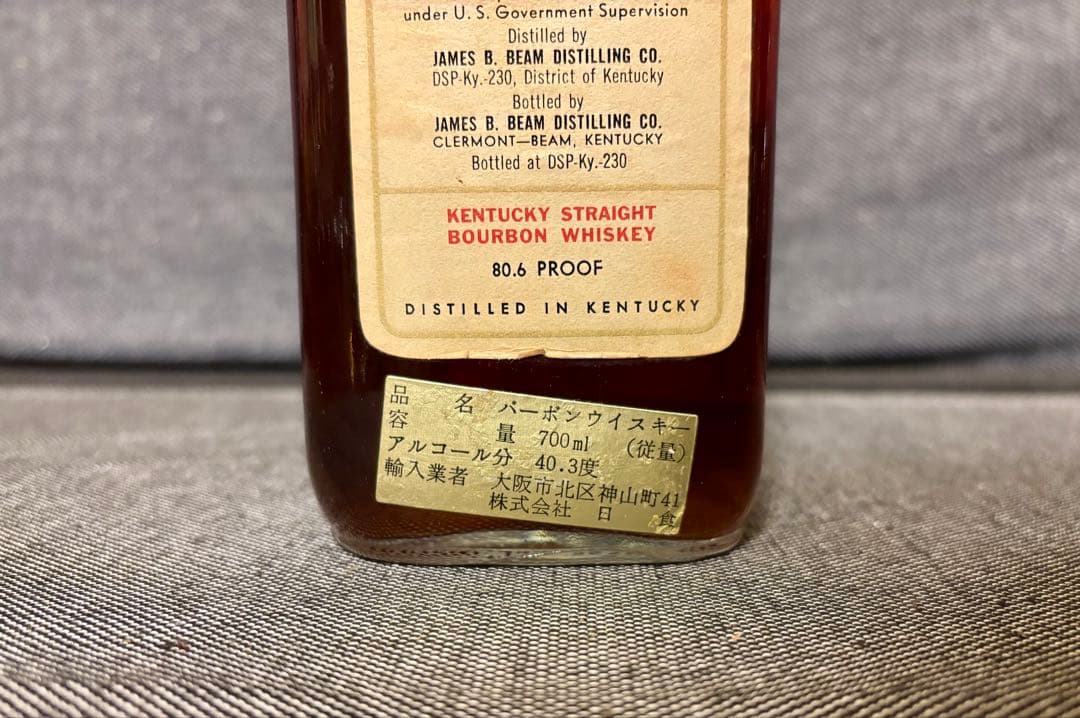 under U. S. Government Supervision
Distilled by
JAMES B. BEAM DISTILLING CO.
DSP-Ky.-230, District of Kentucky
Bottled by
JAMES B. BEAM DISTILLING CO.
CLERMONT—BEAM, KENTUCKY
Bottled at DSP-Ky.-230
KENTUCKY STRAIGHT
BOURBON WHISKEY
80.6 PROOF
DISTILLED IN KENTUCKY
品 名 バーボンウイスキー
容 量 700ml (従量)
アルコール分 40.3度
輸入業者 大阪市北区神山町41
株式会社 日 食